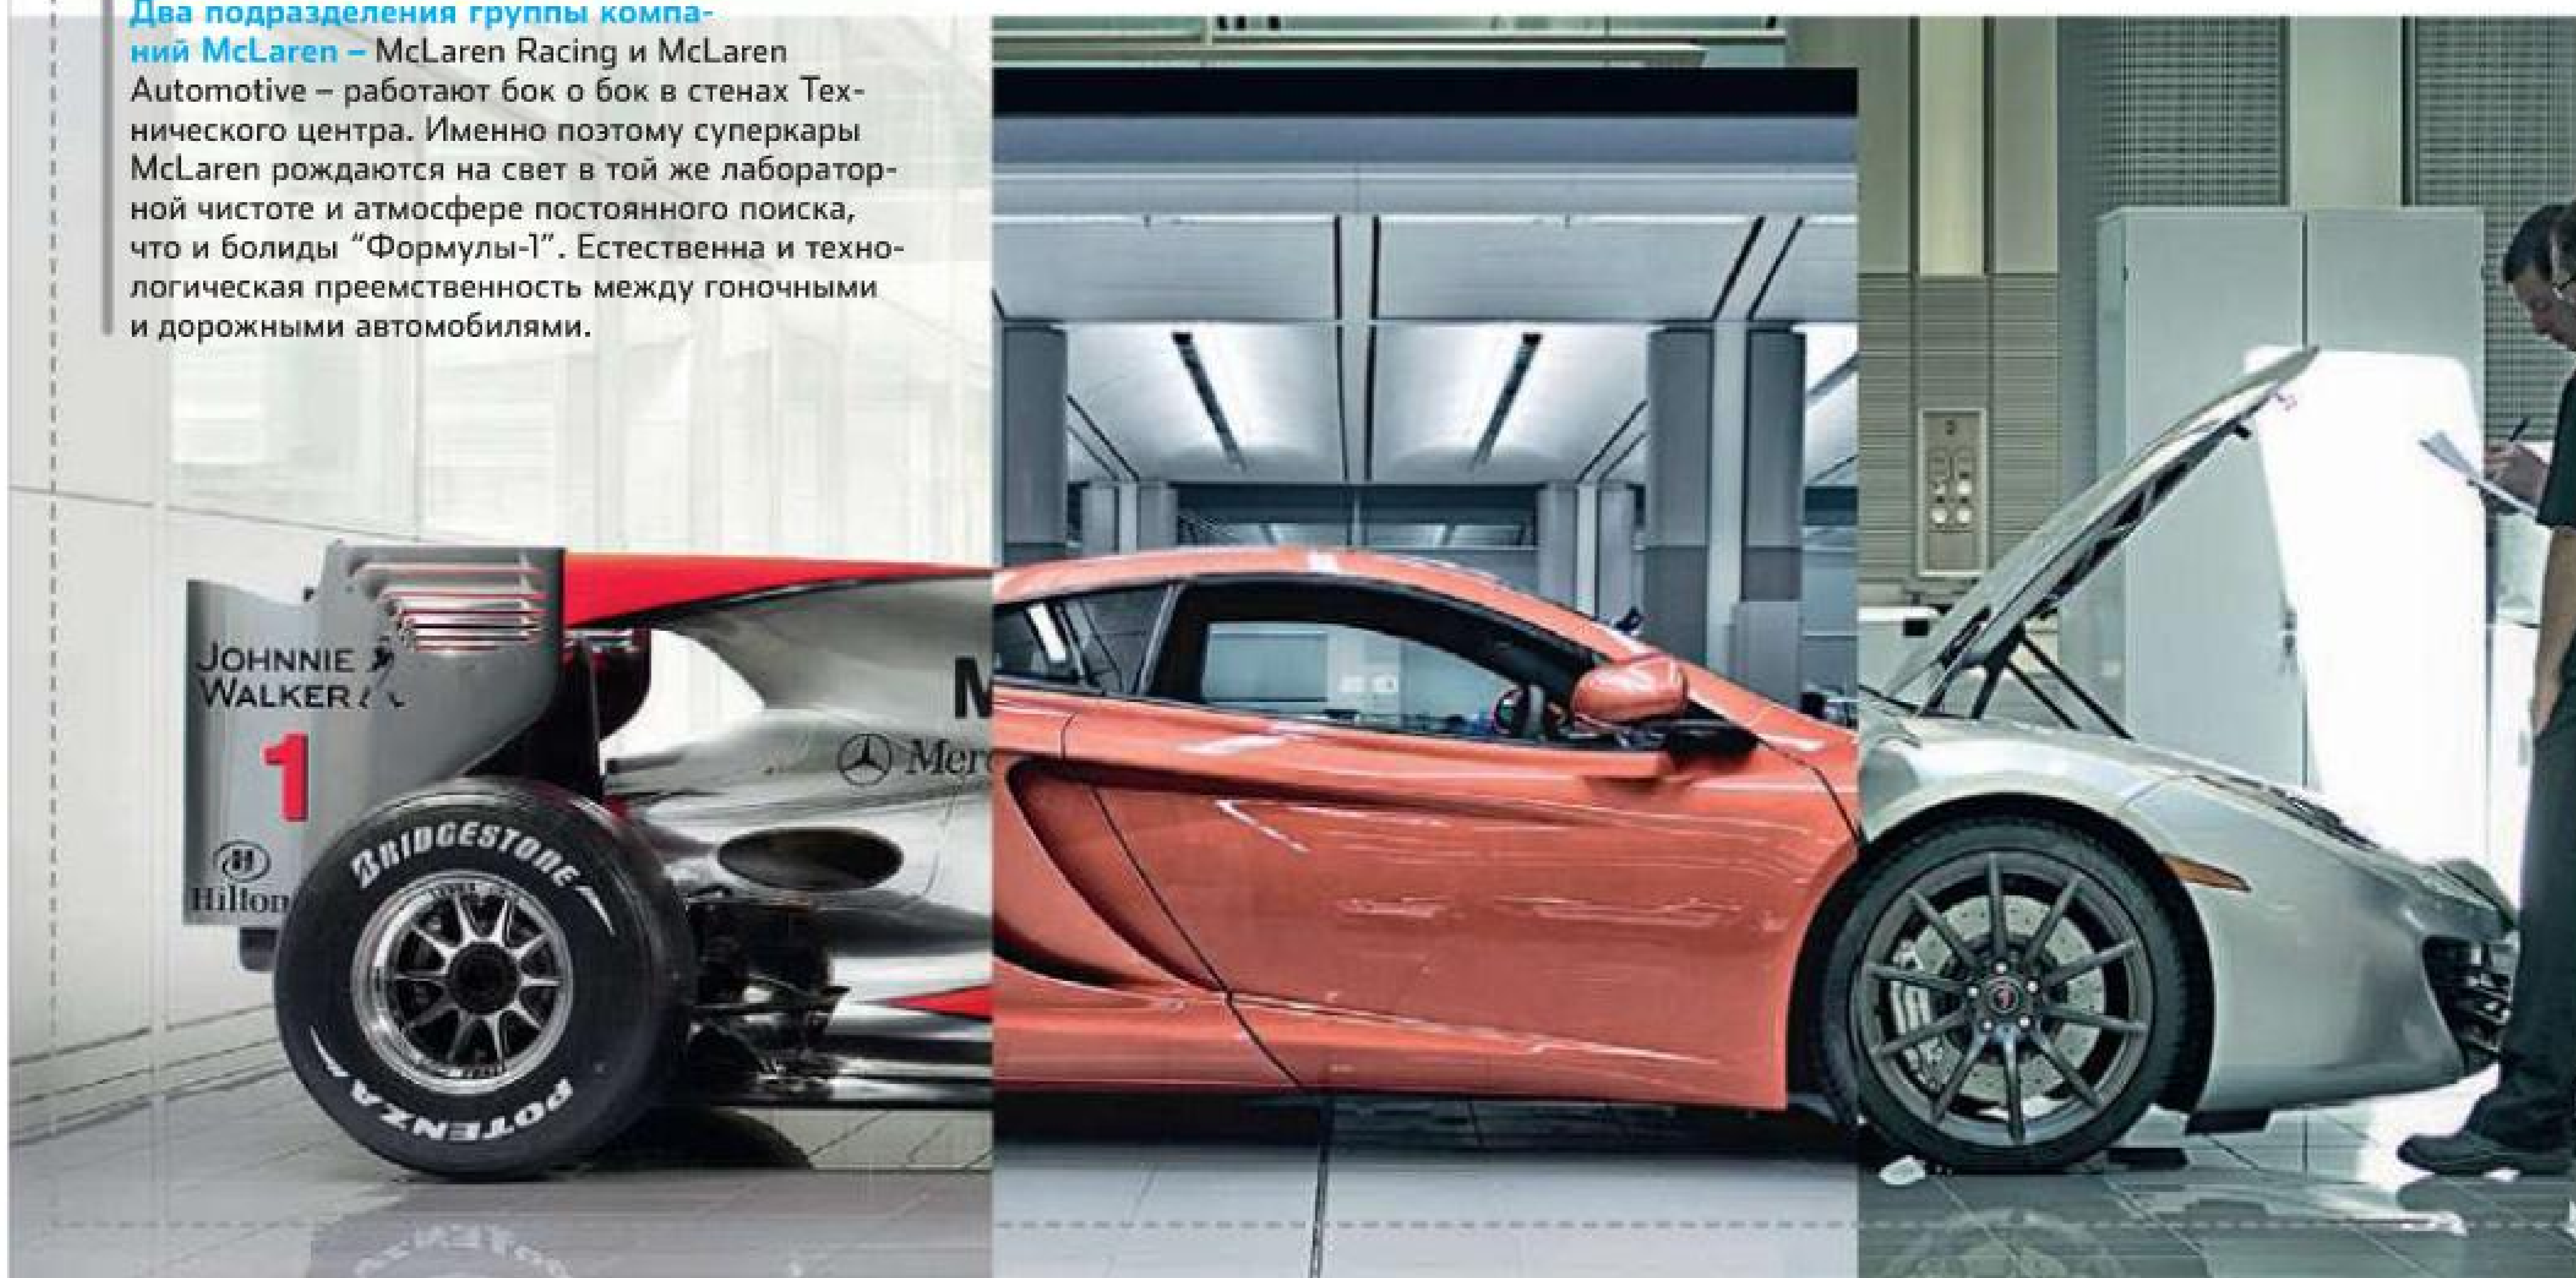 Два подразделения группы компа-
ний McLaren – McLaren Racing и McLaren
Automotive – работают бок о бок в стенах Тех-
нического центра. Именно поэтому суперкары
McLaren рождаются на свет в той же лаборатор-
ной чистоте и атмосфере постоянного поиска,
что и болиды “Формулы-1”. Естественна и техно-
логическая преемственность между гоночными
и дорожными автомобилями.
JOHNNIE
WALKER
1
Hilton
BRIDGESTONE
POTENZA
M
Merc